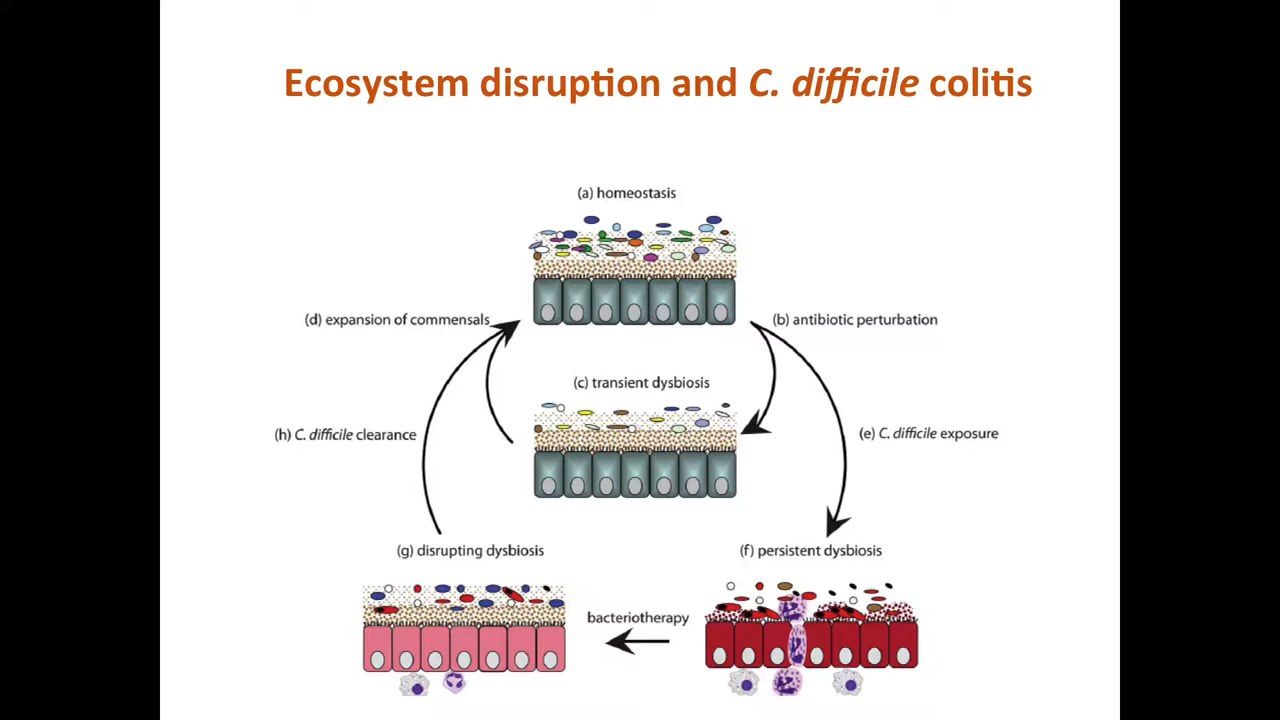 Ecosystem disruption and C. difficile colitis
(a) homeostasis
(d) expansion of commensals
(b) antibiotic perturbation
(c) transient dysbiosis
(h) C. difficile clearance
(e) C. difficile exposure
(g) disrupting dysbiosis
(f) persistent dysbiosis
bacteriotherapy